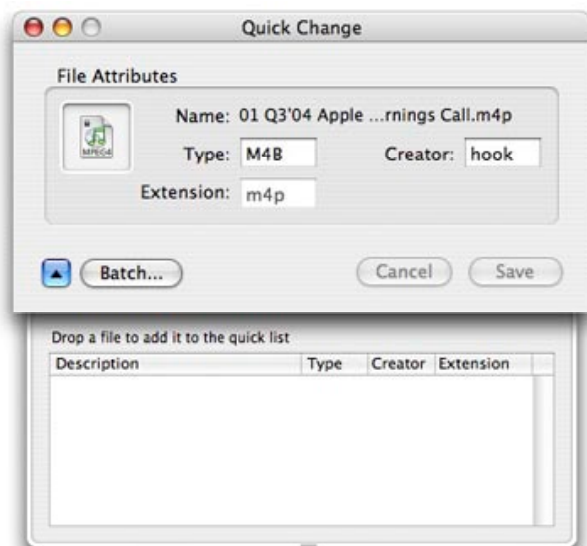 Quick Change
File Attributes
MPEG4
Name: 01 Q3'04 Apple ...rnings Call.m4p
Type: M4B Creator: hook
Extension: m4p
Batch... Cancel Save
Drop a file to add it to the quick list
Description Type Creator Extension